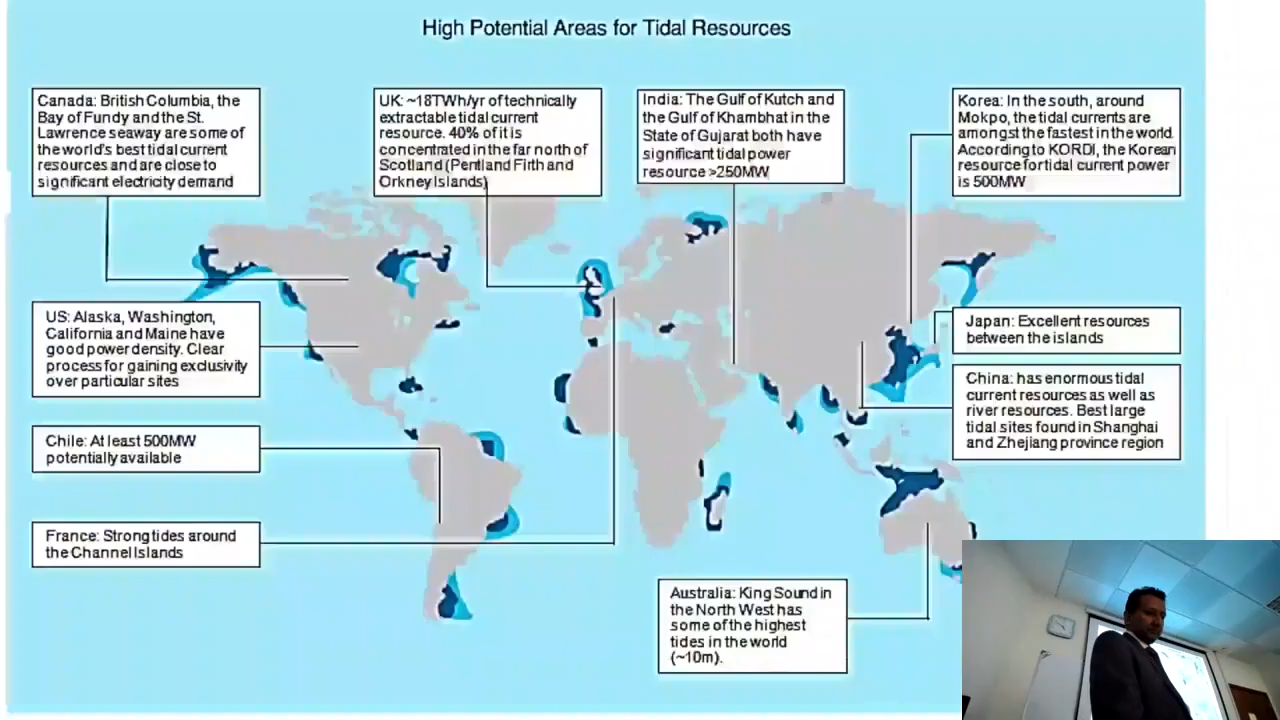 High Potential Areas for Tidal Resources
Canada: British Columbia, the
Bay of Fundy and the St.
Lawrence seaway are some of
the world's best tidal current
resources and are close to
significant electricity demand
UK: ~18TWh/yr of technically
extractable tidal current
resource. 40% of it is
concentrated in the far north of
Scotland (Pentland Firth and
Orkney Islands)
India: The Gulf of Kutch and
the Gulf of Khambhat in the
State of Gujarat both have
significant tidal power
resource >250MW
Korea: In the south, around
Mokpo, the tidal currents are
amongst the fastest in the world.
According to KORDI, the Korean
resource for tidal current power
is 500MW
US: Alaska, Washington,
California and Maine have
good power density. Clear
process for gaining exclusivity
over particular sites
Japan: Excellent resources
between the islands
China: has enormous tidal
current resources as well as
river resources. Best large
tidal sites found in Shanghai
and Zhejiang province region
Chile: At least 500MW
potentially available
France: Strong tides around
the Channel Islands
Australia: King Sound in
the North West has
some of the highest
tides in the world
(~10m).